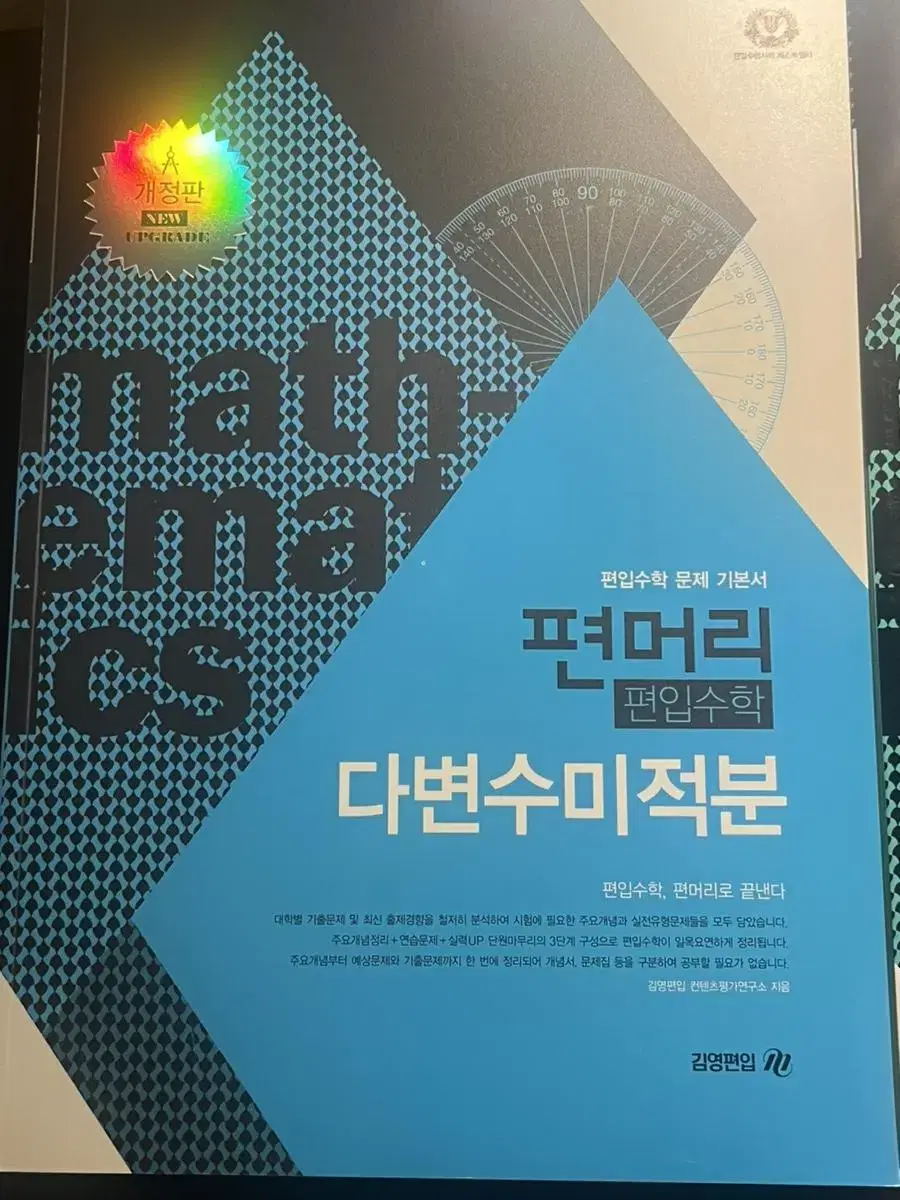 개정판
NEW
UPGRADE
math-
emat
ics
편입수학 문제 기본서
편머리
편입수학
다변수미적분
편입수학, 편머리로 끝낸다
대학별 기출문제 및 최신 출제경향을 철저히 분석하여 시험에 필요한 주요개념과 실전유형문제들을 모두 담았습니다.
주요개념정리+연습문제+실력UP 단원마무리의 3단계 구성으로 편입수학이 일목요연하게 정리됩니다.
주요개념부터 예상문제와 기출문제까지 한 번에 정리되어 개념서, 문제집 등을 구분하여 공부할 필요가 없습니다.
김영편입 컨텐츠평가연구소 지음
김영편입